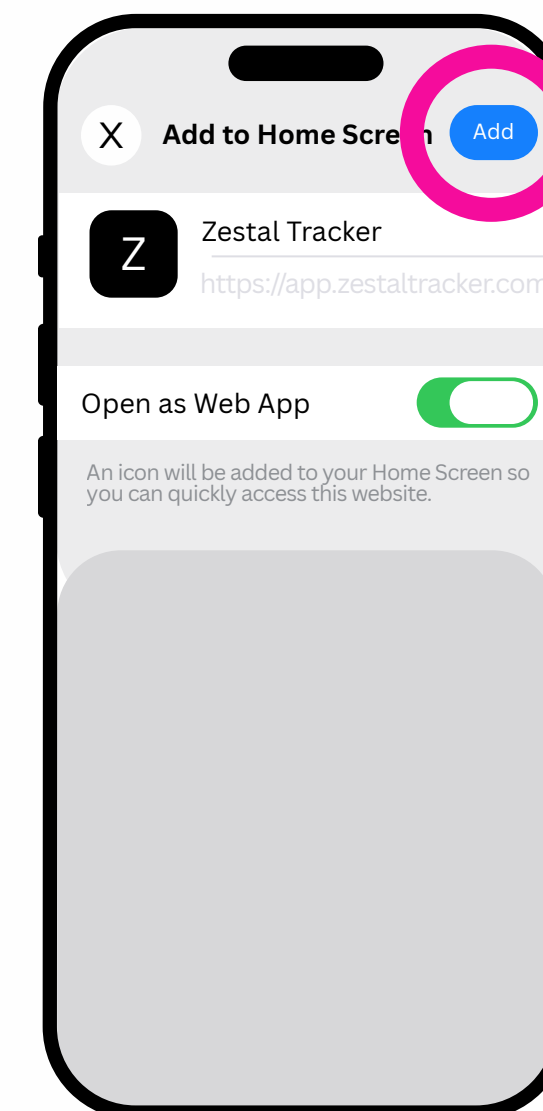 X Add to Home Screen Add
Z
Zestal Tracker
https://app.zestaltracker.com
Open as Web App
An icon will be added to your Home Screen so
you can quickly access this website.